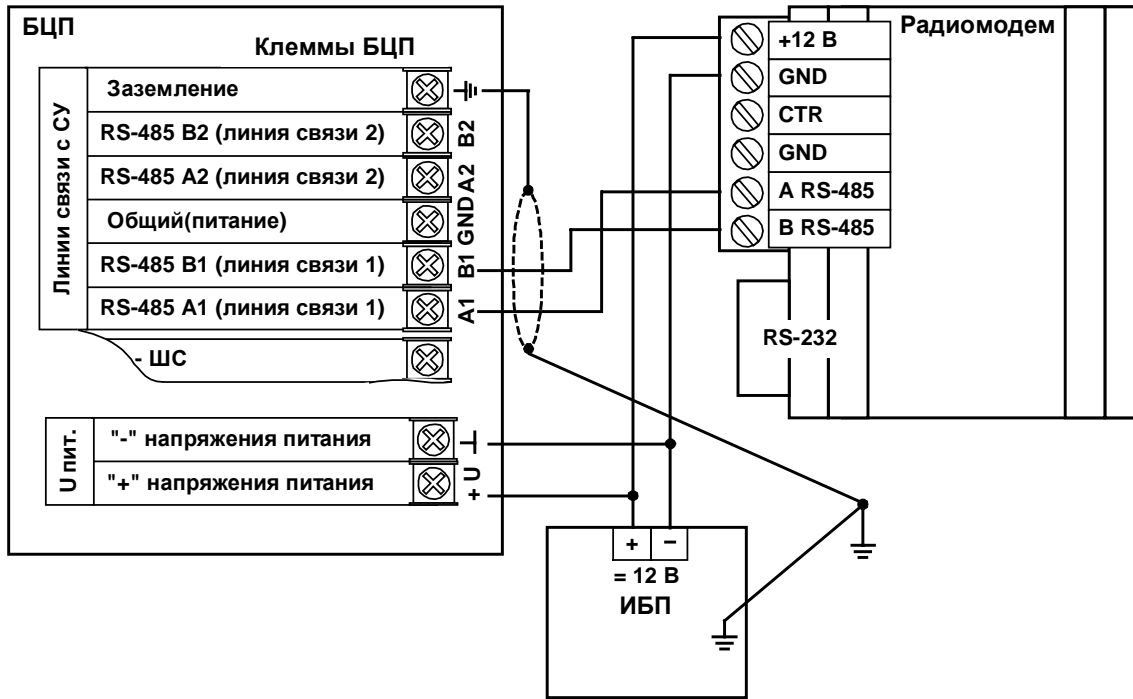 БЦП
Клеммы БЦП
Линии связи с СУ
Заземление
RS-485 B2 (линия связи 2)
B2
RS-485 A2 (линия связи 2)
A2
Общий(питание)
GND
RS-485 B1 (линия связи 1)
B1
RS-485 A1 (линия связи 1)
A1
- ШС
U пит.
"-" напряжения питания
"+" напряжения питания
+ U
Радиомодем
+12 В
GND
CTR
GND
A RS-485
B RS-485
RS-232
+ −
= 12 В
ИБП